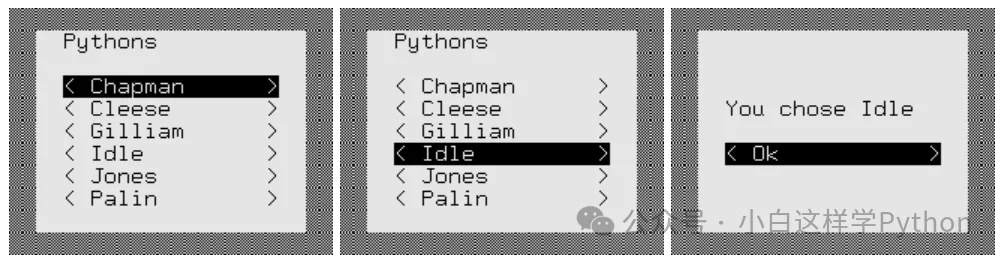 Pythons
< Chapman >
< Cleese >
< Gilliam >
< Idle >
< Jones >
< Palin >
Pythons
< Chapman >
< Cleese >
< Gilliam >
< Idle >
< Jones >
< Palin >
You chose Idle
< Ok >
公众号 · 小白这样学Python